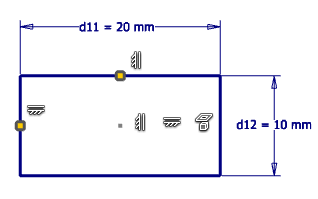 d11 = 20 mm
d12 = 10 mm